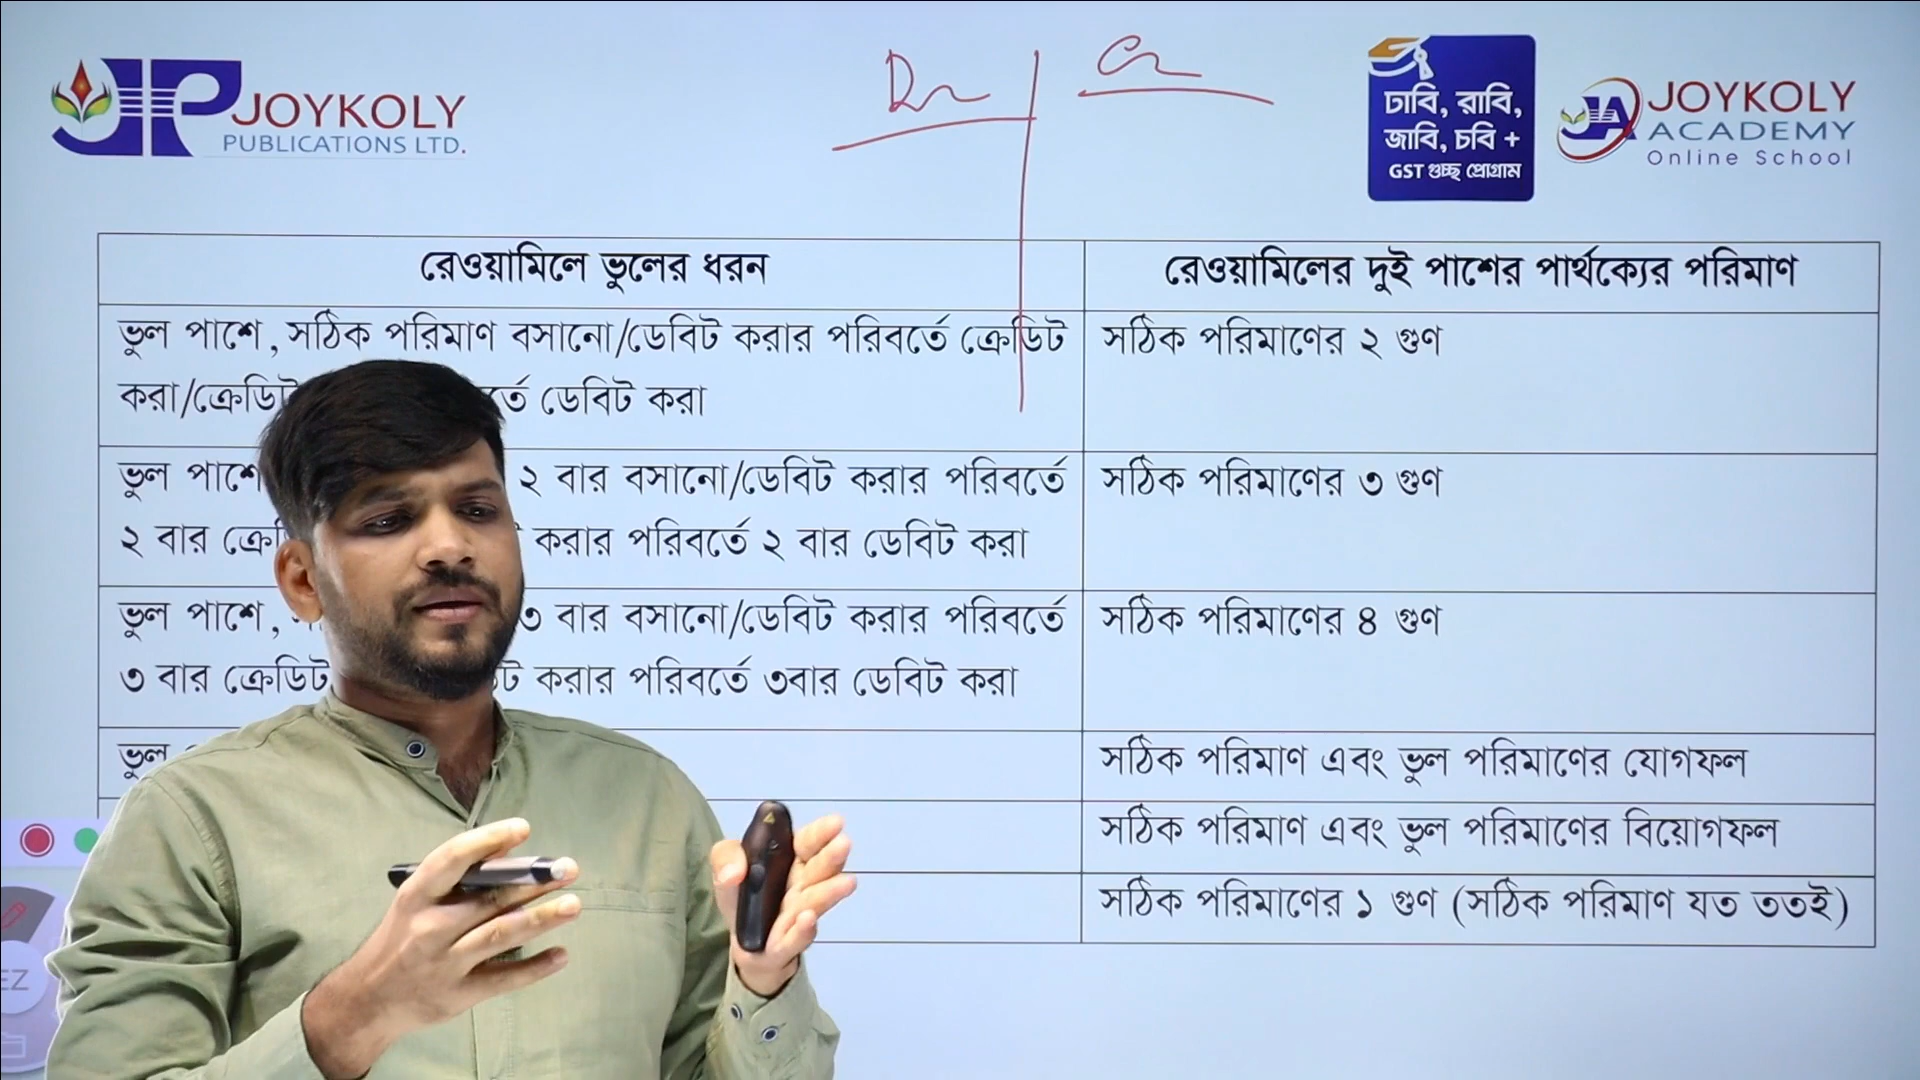 JP JOYKOLY
PUBLICATIONS LTD.
Dr
Cr
ঢাবি, রাবি,
জাবি, চবি +
GST গুচ্ছ প্রোগ্রাম
JA JOYKOLY
ACADEMY
Online School
রেওয়ামিলে ভুলের ধরন
রেওয়ামিলের দুই পাশের পার্থক্যের পরিমাণ
ভুল পাশে, সঠিক পরিমাণ বসানো/ডেবিট করার পরিবর্তে ক্রেডিট
করা/ক্রেডিট ডেবিট করা
সঠিক পরিমাণের ২ গুণ
ভুল পাশে ২ বার বসানো/ডেবিট করার পরিবর্তে
২ বার করার পরিবর্তে ২ বার ডেবিট করা
সঠিক পরিমাণের ৩ গুণ
ভুল পাশে, ৩ বার বসানো/ডেবিট করার পরিবর্তে
৩ বার ক্রেডিট করার পরিবর্তে ৩বার ডেবিট করা
সঠিক পরিমাণের ৪ গুণ
ভুল
সঠিক পরিমাণ এবং ভুল পরিমাণের যোগফল
সঠিক পরিমাণ এবং ভুল পরিমাণের বিয়োগফল
সঠিক পরিমাণের ১ গুণ (সঠিক পরিমাণ যত ততই)
EZ